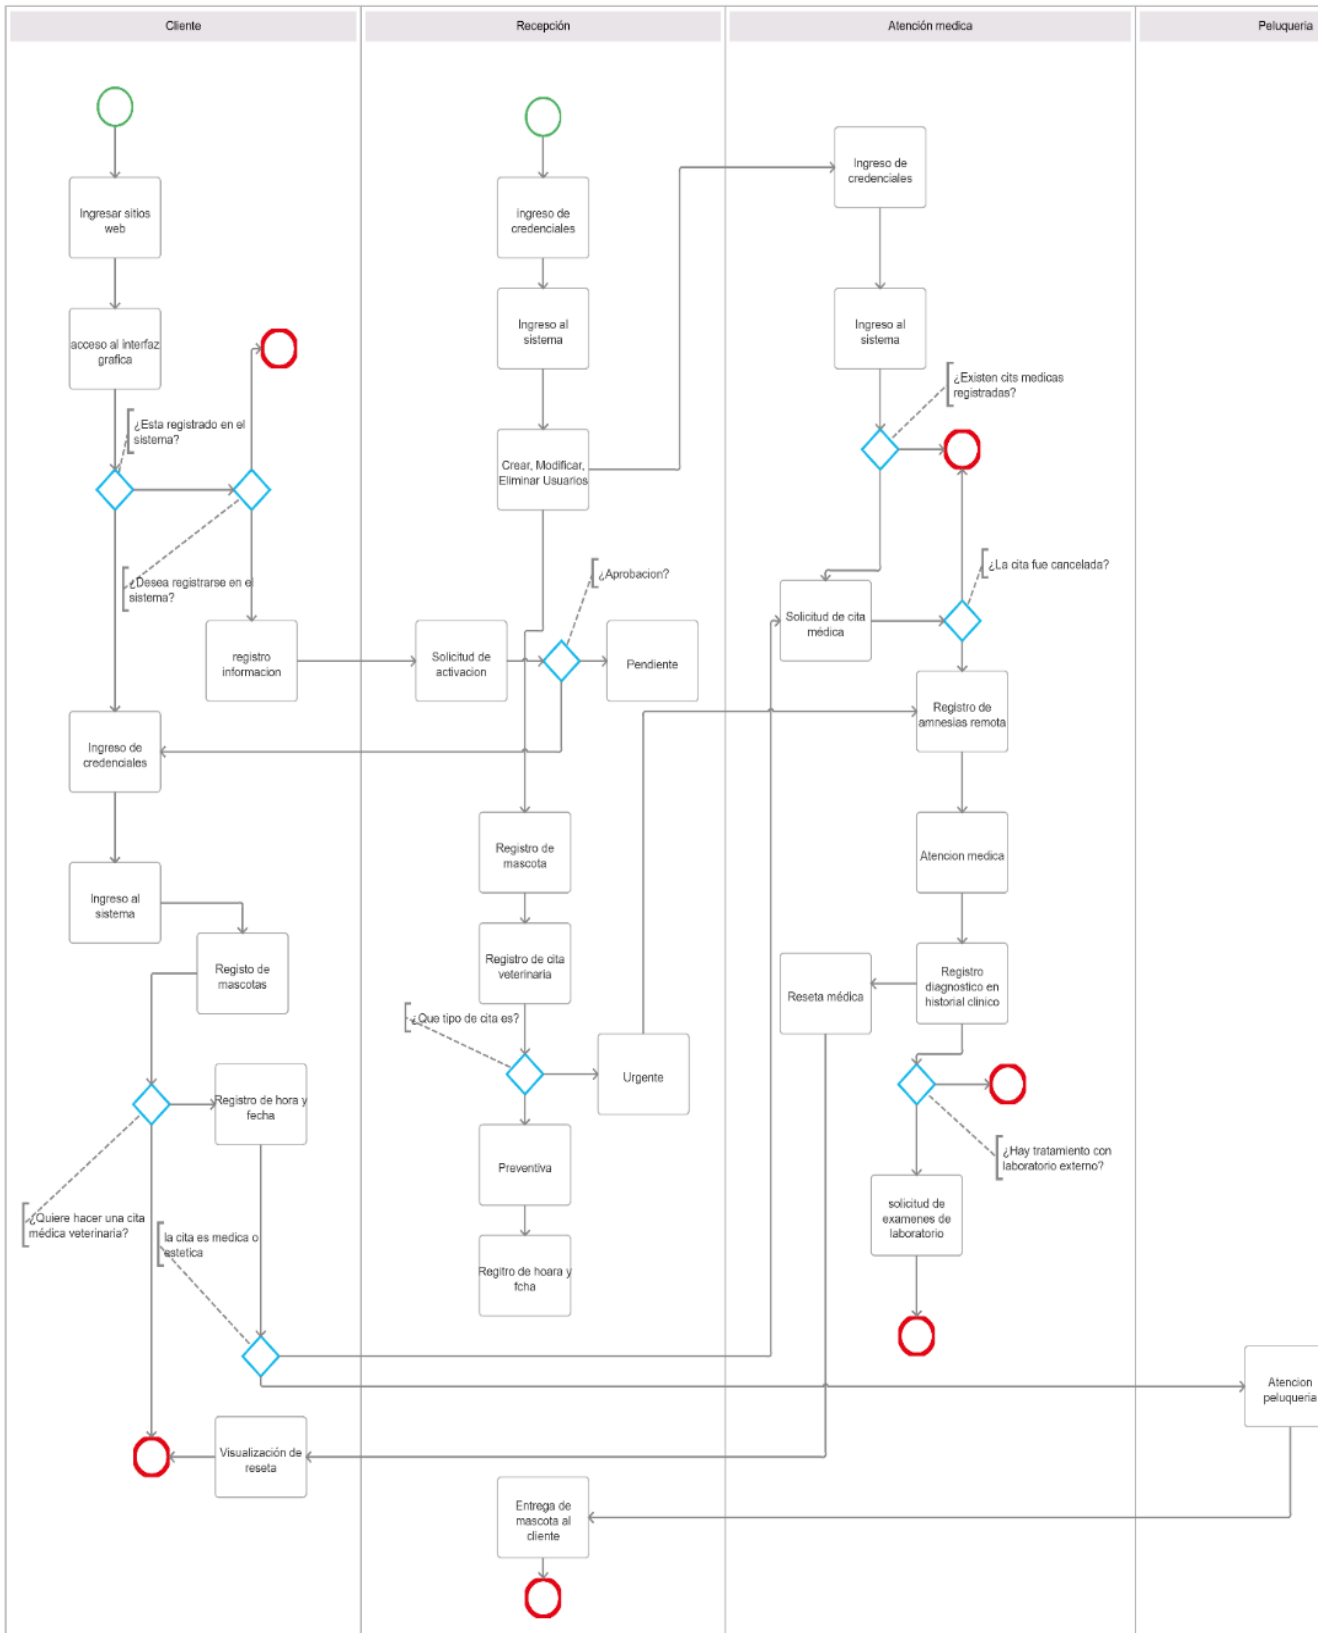 Cliente
Recepción
Atención medica
Peluqueria
Ingresar sitios
web
acceso al interfaz
grafica
¿Esta registrado en el
sistema?
¿Desea registrarse en el
sistema?
registro
informacion
Ingreso de
credenciales
Ingreso al
sistema
Registo de
mascotas
Registro de hora y
fecha
¿Quiere hacer una cita
médica veterinaria?
la cita es medica o
estetica
Visualización de
reseta
ingreso de
credenciales
Ingreso al
sistema
Crear, Modificar,
Eliminar Usuarios
¿Aprobacion?
Solicitud de
activacion
Pendiente
Registro de
mascota
Registro de cita
veterinaria
¿Que tipo de cita es?
Urgente
Preventiva
Regitro de hoara y
fcha
Entrega de
mascota al
cliente
Ingreso de
credenciales
Ingreso al
sistema
¿Existen cits medicas
registradas?
¿La cita fue cancelada?
Solicitud de cita
médica
Registro de
amnesias remota
Atencion medica
Registro
diagnostico en
historial clinico
Reseta médica
¿Hay tratamiento con
laboratorio externo?
solicitud de
examenes de
laboratorio
Atencion
peluqueria